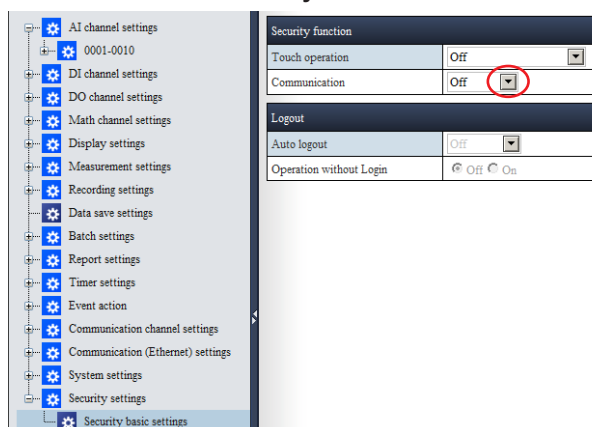 AI channel settings
0001-0010
DI channel settings
DO channel settings
Math channel settings
Display settings
Measurement settings
Recording settings
Data save settings
Batch settings
Report settings
Timer settings
Event action
Communication channel settings
Communication (Ethernet) settings
System settings
Security settings
Security basic settings
Security function
Touch operation Off
Communication Off
Logout
Auto logout Off
Operation without Login Off On